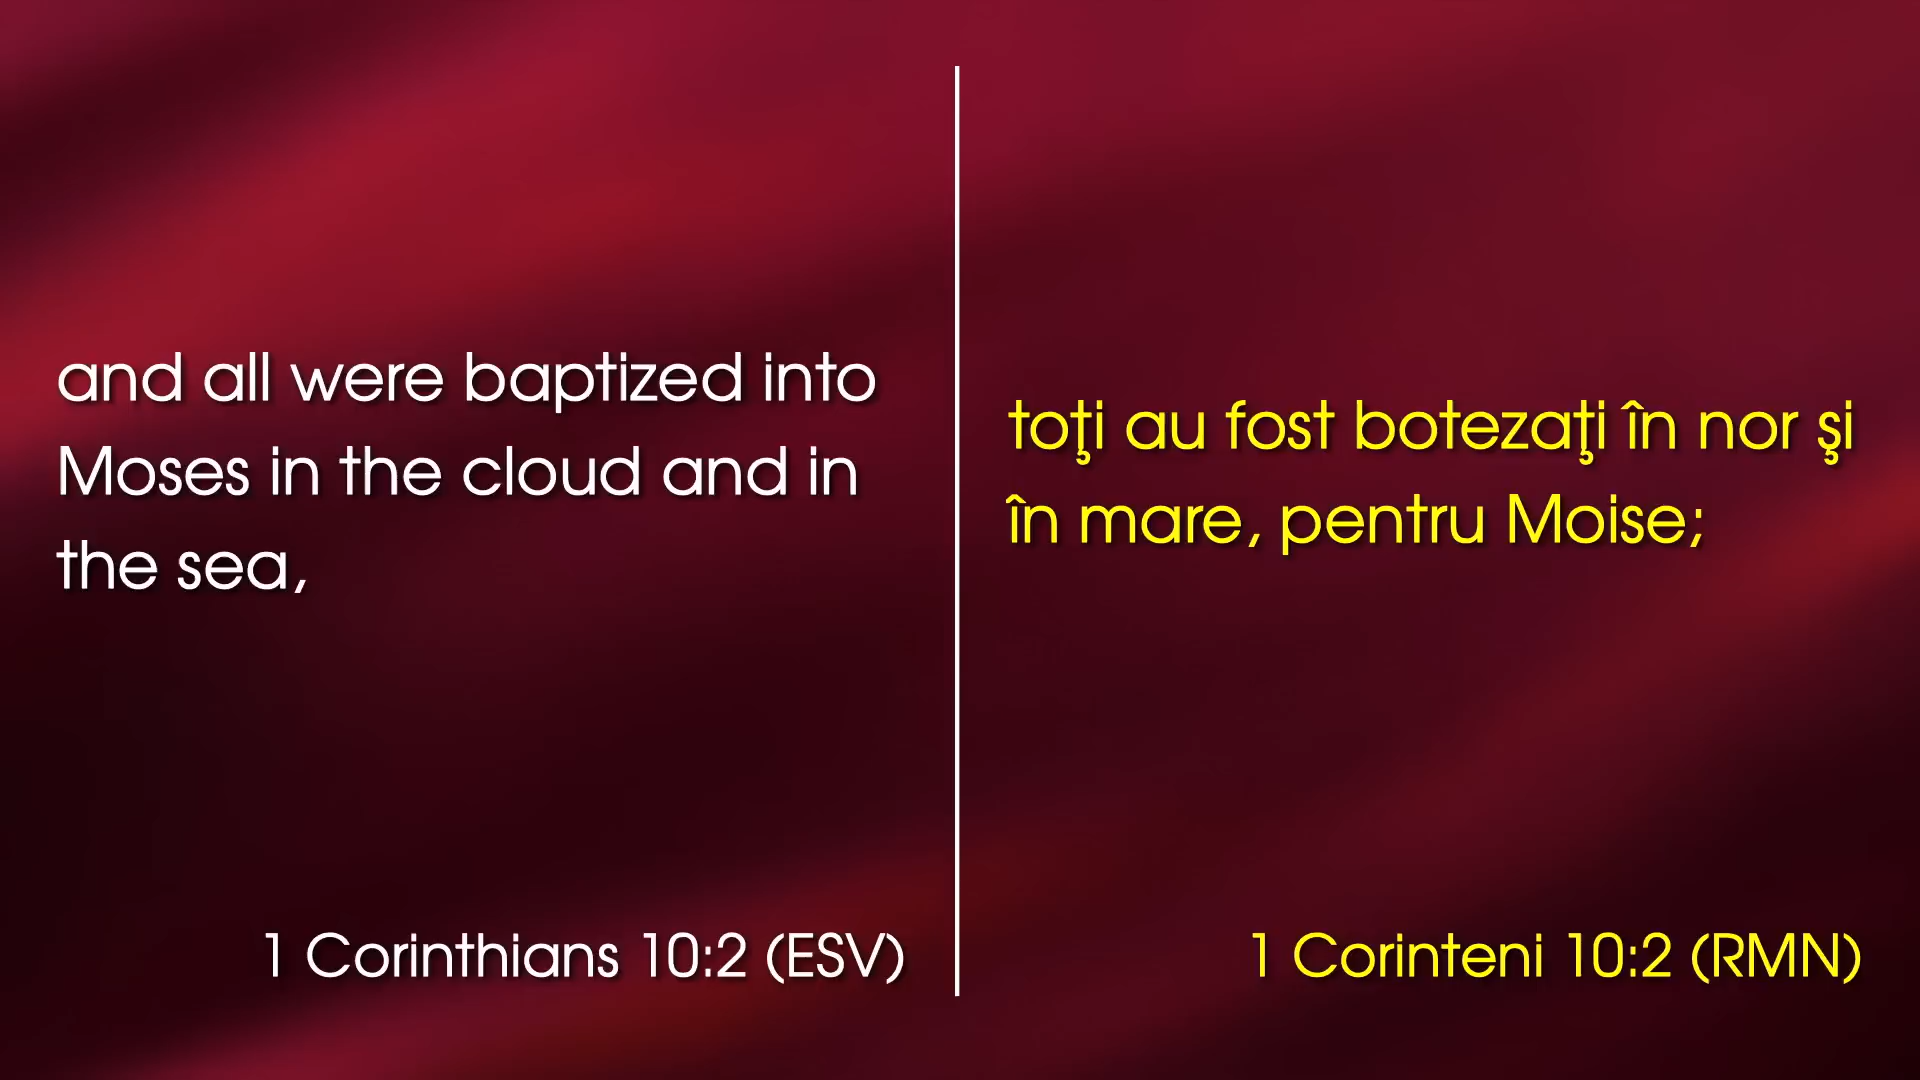 and all were baptized into
Moses in the cloud and in
the sea,
1 Corinthians 10:2 (ESV)
toţi au fost botezaţi în nor şi
în mare, pentru Moise;
1 Corinteni 10:2 (RMN)